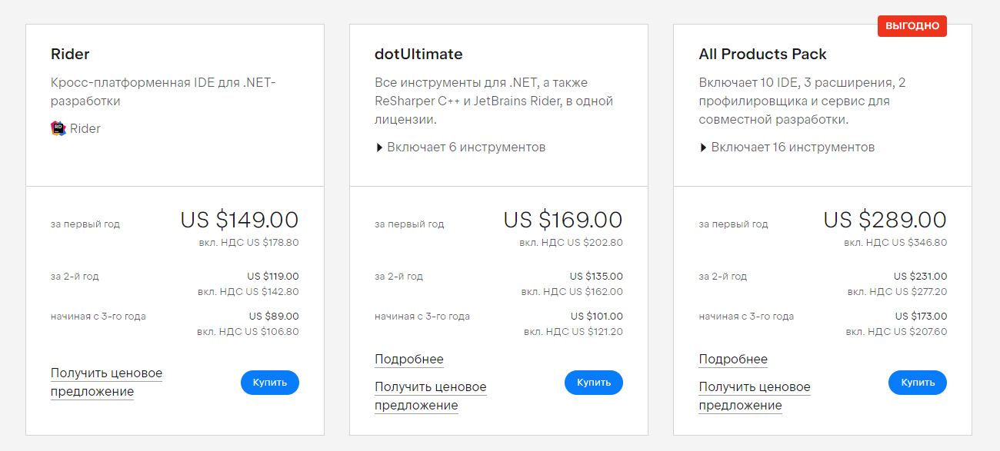 Rider
Кросс-платформенная IDE для .NET-
разработки
RD
Rider
за первый год US $149.00
вкл. НДС US $178.80
за 2-й год US $119.00
вкл. НДС US $142.80
начиная с 3-го года US $89.00
вкл. НДС US $106.80
Получить ценовое
предложение
Купить
dotUltimate
Все инструменты для .NET, а также
ReSharper C++ и JetBrains Rider, в одной
лицензии.
Включает 6 инструментов
за первый год US $169.00
вкл. НДС US $202.80
за 2-й год US $135.00
вкл. НДС US $162.00
начиная с 3-го года US $101.00
вкл. НДС US $121.20
Подробнее
Получить ценовое
предложение
Купить
ВЫГОДНО
All Products Pack
Включает 10 IDE, 3 расширения, 2
профилировщика и сервис для
совместной разработки.
Включает 16 инструментов
за первый год US $289.00
вкл. НДС US $346.80
за 2-й год US $231.00
вкл. НДС US $277.20
начиная с 3-го года US $173.00
вкл. НДС US $207.60
Подробнее
Получить ценовое
предложение
Купить